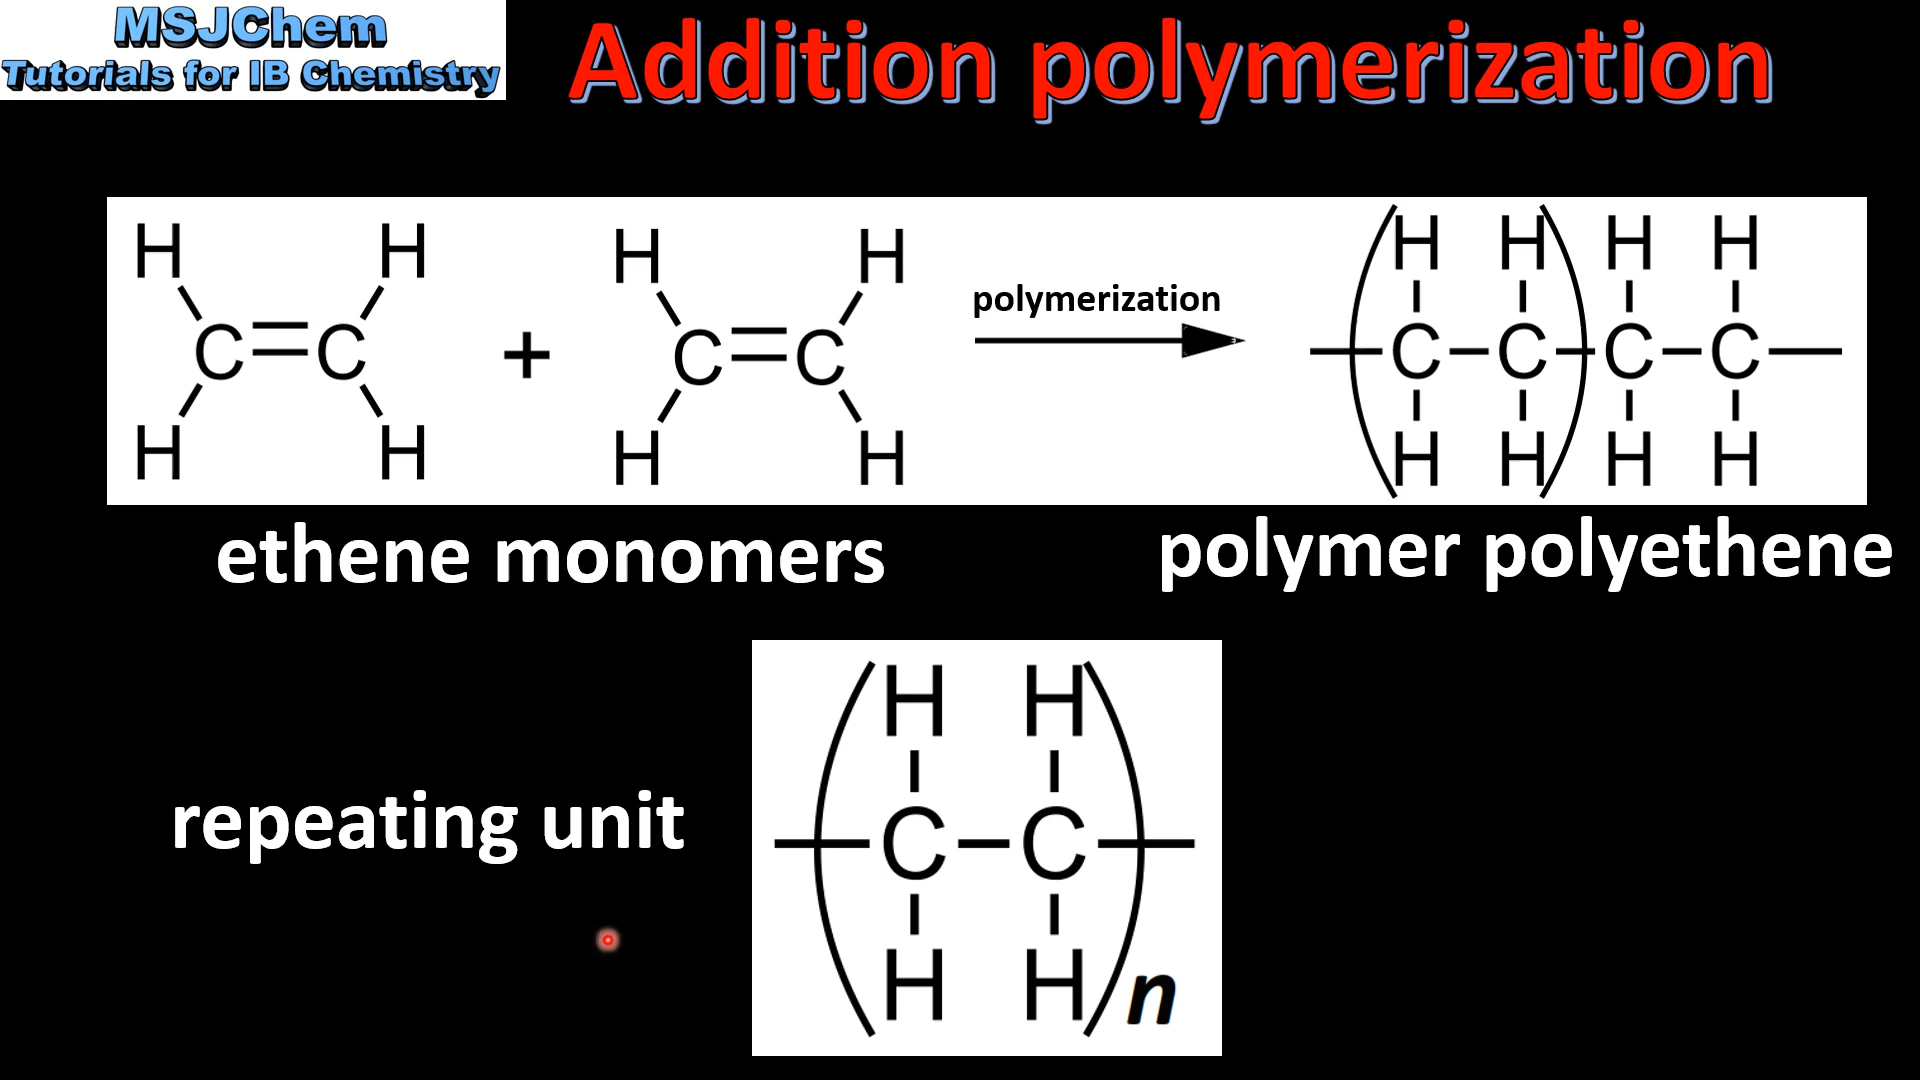 MSJChem
Tutorials for IB Chemistry
Addition polymerization
H H H H H H H H
polymerization
C=C + C=C C–C–C–C
H H H H H H H H
ethene monomers
polymer polyethene
H H
repeating unit
C–C
H H
n